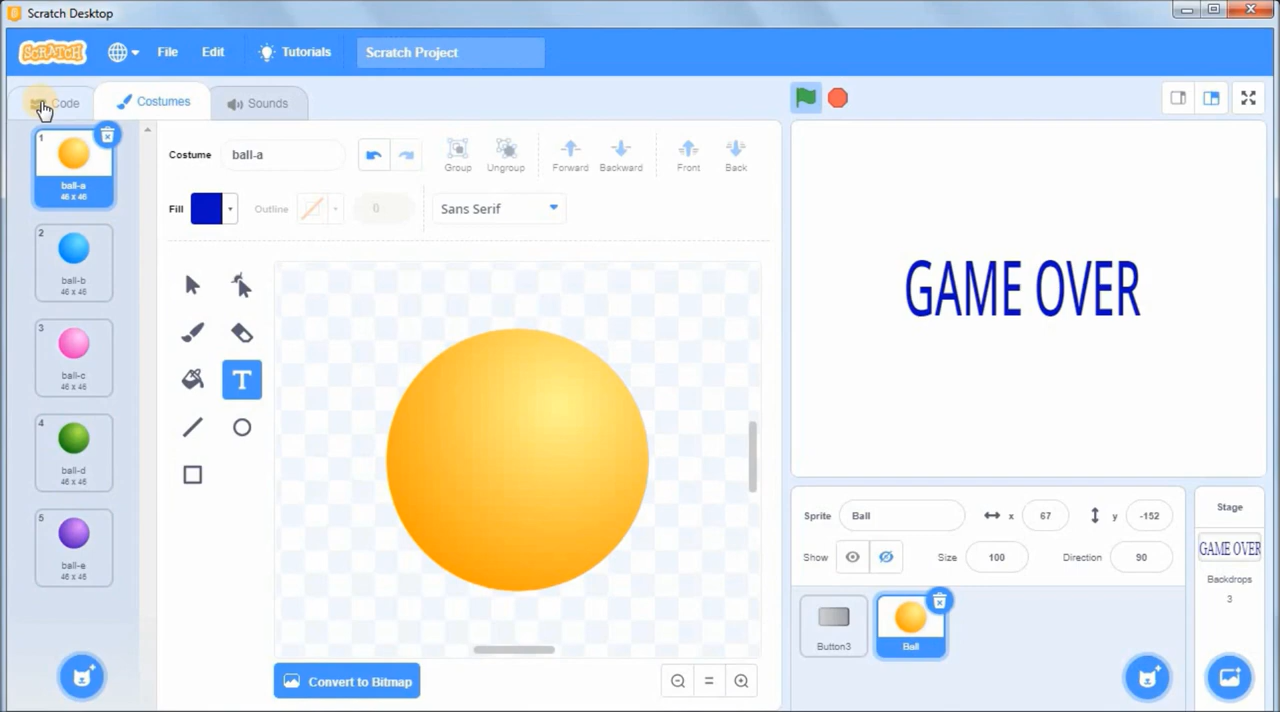 Scratch Desktop
SCRATCH File Edit Tutorials Scratch Project
Code Costumes Sounds
1
ball-a
46 x 46
2
ball-b
46 x 46
3
ball-c
46 x 46
4
ball-d
46 x 46
5
ball-e
46 x 46
Costume ball-a
Group Ungroup Forward Backward Front Back
Fill Outline 0 Sans Serif
T
Convert to Bitmap
GAME OVER
Sprite Ball x 67 y -152
Show Size 100 Direction 90
Button3
Ball
Stage
GAME OVER
Backdrops
3